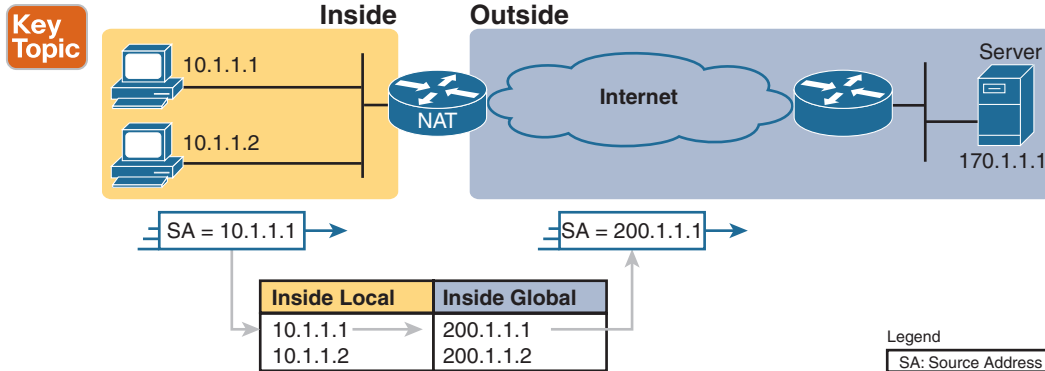 Key
Topic
Inside
Outside
10.1.1.1
10.1.1.2
NAT
Internet
Server
170.1.1.1
SA = 10.1.1.1
SA = 200.1.1.1
Inside Local Inside Global
10.1.1.1 200.1.1.1
10.1.1.2 200.1.1.2
Legend
SA: Source Address